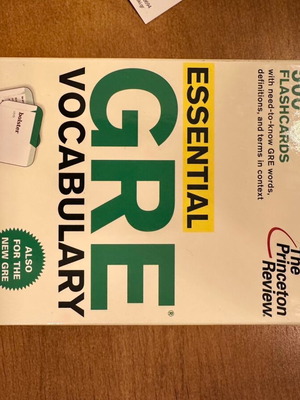 FLASHCARDS
with need-to-know GRE words,
definitions, and terms in context
ESSENTIAL
GRE®
VOCABULARY
bolster
ALSO
FOR THE
NEW GRE
The
Princeton
Review.